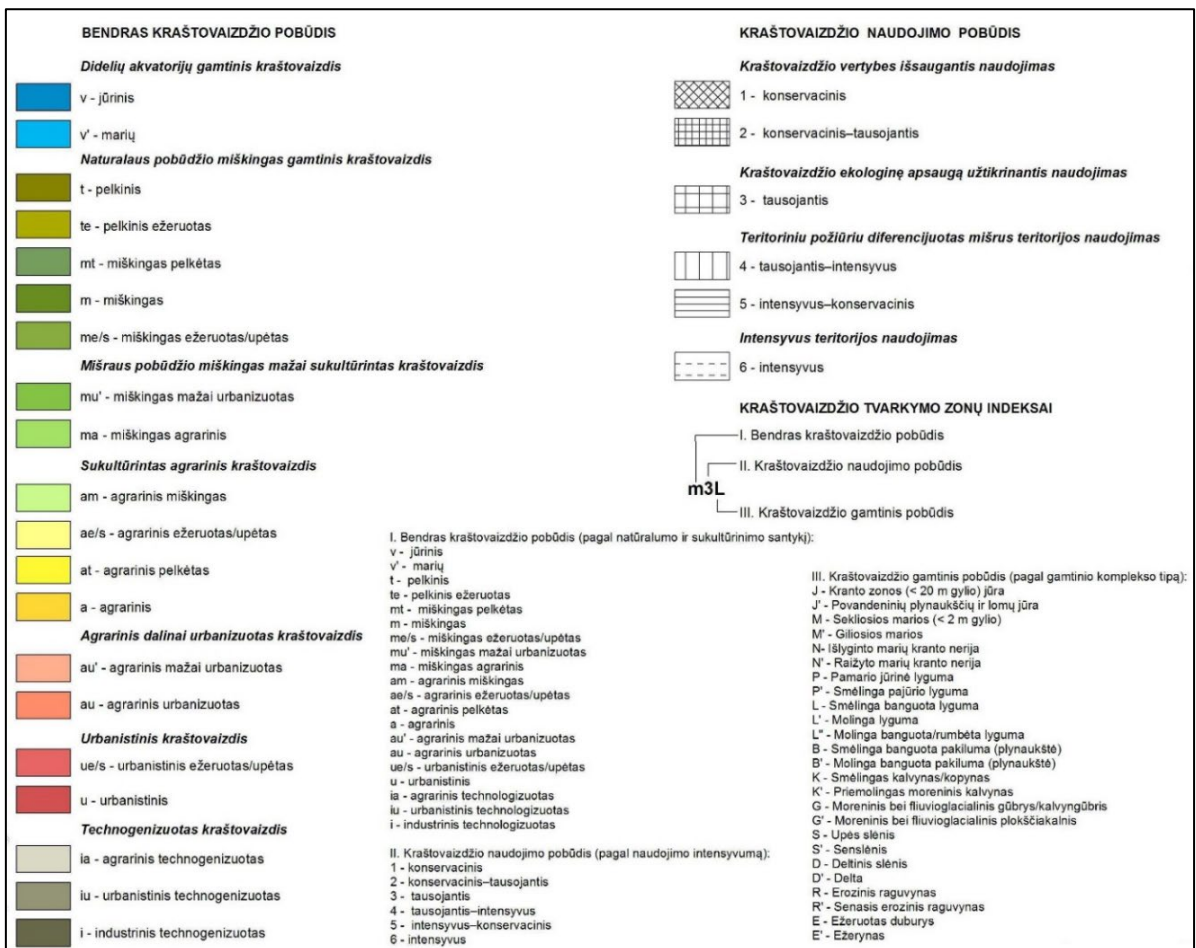 BENDRAS KRAŠTOVAIZDŽIO POBŪDIS
Didelių akvatorijų gamtinis kraštovaizdis
v - jūrinis
v' - marių
Natūralaus pobūdžio miškingas gamtinis kraštovaizdis
t - pelkinis
te - pelkinis ežeruotas
mt - miškingas pelkėtas
m - miškingas
me/s - miškingas ežeruotas/upėtas
Mišraus pobūdžio miškingas mažai sukultūrintas kraštovaizdis
mu' - miškingas mažai urbanizuotas
ma - miškingas agrarinis
Sukultūrintas agrarinis kraštovaizdis
am - agrarinis miškingas
ae/s - agrarinis ežeruotas/upėtas
at - agrarinis pelkėtas
a - agrarinis
Agrarinis dalinai urbanizuotas kraštovaizdis
au' - agrarinis mažai urbanizuotas
au - agrarinis urbanizuotas
Urbanistinis kraštovaizdis
ue/s - urbanistinis ežeruotas/upėtas
u - urbanistinis
Technogenizuotas kraštovaizdis
ia - agrarinis technogenizuotas
iu - urbanistinis technogenizuotas
i - industrinis technogenizuotas
KRAŠTOVAIZDŽIO NAUDOJIMO POBŪDIS
Kraštovaizdžio vertybes išsaugantis naudojimas
1 - konservacinis
2 - konservacinis–tausojantis
Kraštovaizdžio ekologinę apsaugą užtikrinantis naudojimas
3 - tausojantis
Teritoriniu požiūriu diferencijuotas mišrus teritorijos naudojimas
4 - tausojantis–intensyvus
5 - intensyvus–konservacinis
Intensyvus teritorijos naudojimas
6 - intensyvus
KRAŠTOVAIZDŽIO TVARKYMO ZONŲ INDEKSAI
I. Bendras kraštovaizdžio pobūdis
II. Kraštovaizdžio naudojimo pobūdis
m3L
III. Kraštovaizdžio gamtinis pobūdis
I. Bendras kraštovaizdžio pobūdis (pagal natūralumo ir sukultūrinimo santykį):
v - jūrinis
v' - marių
t - pelkinis
te - pelkinis ežeruotas
mt - miškingas pelkėtas
m - miškingas
me/s - miškingas ežeruotas/upėtas
mu' - miškingas mažai urbanizuotas
ma - miškingas agrarinis
am - agrarinis miškingas
ae/s - agrarinis ežeruotas/upėtas
at - agrarinis pelkėtas
a - agrarinis
au' - agrarinis mažai urbanizuotas
au - agrarinis urbanizuotas
ue/s - urbanistinis ežeruotas/upėtas
u - urbanistinis
ia - agrarinis technologizuotas
iu - urbanistinis technologizuotas
i - industrinis technologizuotas
II. Kraštovaizdžio naudojimo pobūdis (pagal naudojimo intensyvumą):
1 - konservacinis
2 - konservacinis–tausojantis
3 - tausojantis
4 - tausojantis–intensyvus
5 - intensyvus–konservacinis
6 - intensyvus
III. Kraštovaizdžio gamtinis pobūdis (pagal gamtinio komplekso tipą):
J - Kranto zonos (< 20 m gylio) jūra
J' - Povandeninių plynaukščių ir lomų jūra
M - Sekliosios marios (< 2 m gylio)
M' - Giliosios marios
N- Išlyginto marių kranto nerija
N' - Raižyto marių kranto nerija
P - Pamario jūrinė lyguma
P' - Smėlinga pajūrio lyguma
L - Smėlinga banguota lyguma
L' - Molinga lyguma
L" - Molinga banguota/rumbėta lyguma
B - Smėlinga banguota pakiluma (plynaukštė)
B' - Molinga banguota pakiluma (plynaukštė)
K - Smėlingas kalvynas/kopynas
K' - Priemolingas moreninis kalvynas
G - Moreninis bei fliuvioglacialinis gūbrys/kalvyngūbris
G' - Moreninis bei fliuvioglacialinis plokščiakalnis
S - Upės slėnis
S' - Senslėnis
D - Deltinis slėnis
D' - Delta
R - Erozinis raguvynas
R' - Senasis erozinis raguvynas
E - Ežeruotas duburys
E' - Ežerynas